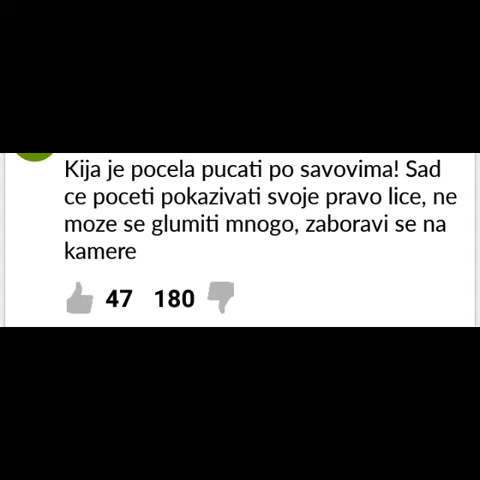 Kija je pocela pucati po savovima! Sad
ce poceti pokazivati svoje pravo lice, ne
moze se glumiti mnogo, zaboravi se na
kamere
47 180